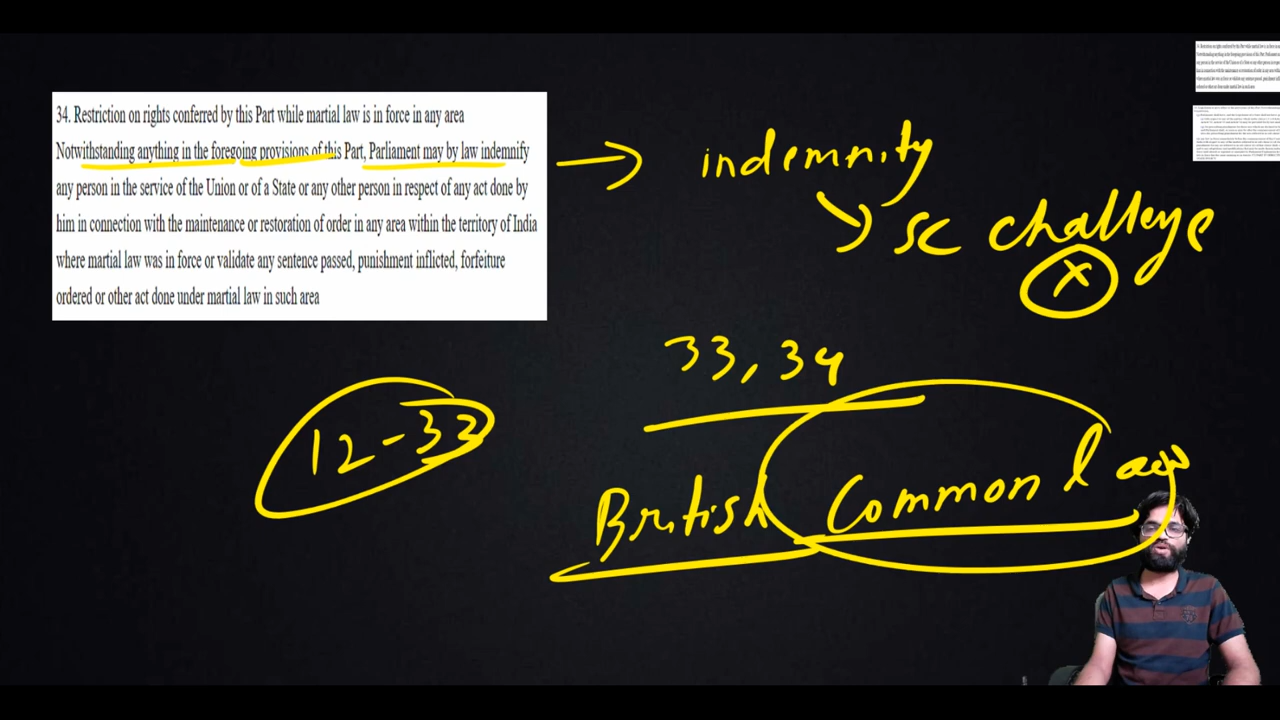 34. Restriction on rights conferred by this Part while martial law is in force in any area
Notwithstanding anything in the foregoing provisions of this Part, Parliament may by law indemnify
any person in the service of the Union or of a State or any other person in respect of any act done by
him in connection with the maintenance or restoration of order in any area within the territory of India
where martial law was in force or validate any sentence passed, punishment inflicted, forfeiture
ordered or other act done under martial law in such area
indemnity
SC challenge
X
33, 34
12-33
British Common law